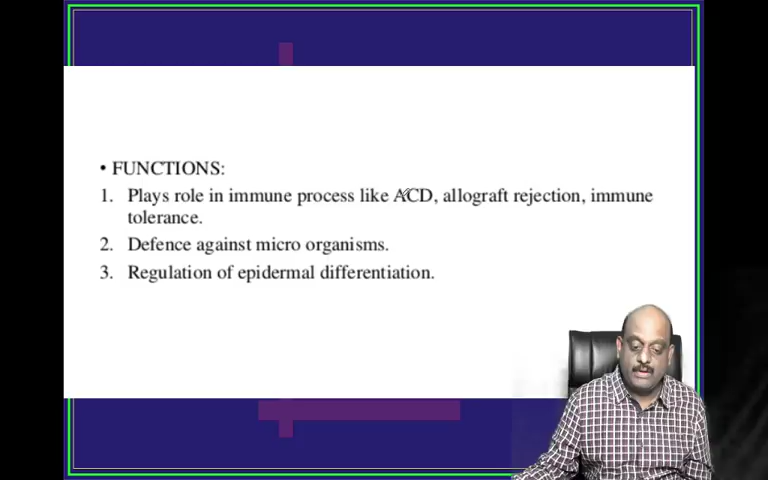 • FUNCTIONS:
1. Plays role in immune process like ACD, allograft rejection, immune
tolerance.
2. Defence against micro organisms.
3. Regulation of epidermal differentiation.